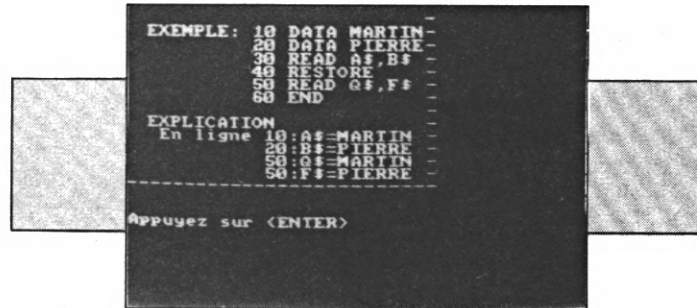 EXEMPLE: 10 DATA MARTIN-
20 DATA PIERRE-
30 READ A$,B$ -
40 RESTORE -
50 READ Q$,F$ -
60 END -
EXPLICATION -
En ligne 10:A$=MARTIN -
20:B$=PIERRE -
50:Q$=MARTIN -
50:F$=PIERRE -
Appuyez sur <ENTER>